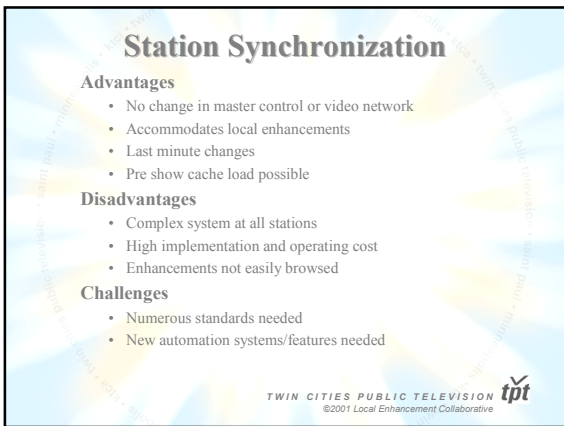 Station Synchronization
Advantages
• No change in master control or video network
• Accommodates local enhancements
• Last minute changes
• Pre show cache load possible
Disadvantages
• Complex system at all stations
• High implementation and operating cost
• Enhancements not easily browsed
Challenges
• Numerous standards needed
• New automation systems/features needed
TWIN CITIES PUBLIC TELEVISION tpt
©2001 Local Enhancement Collaborative